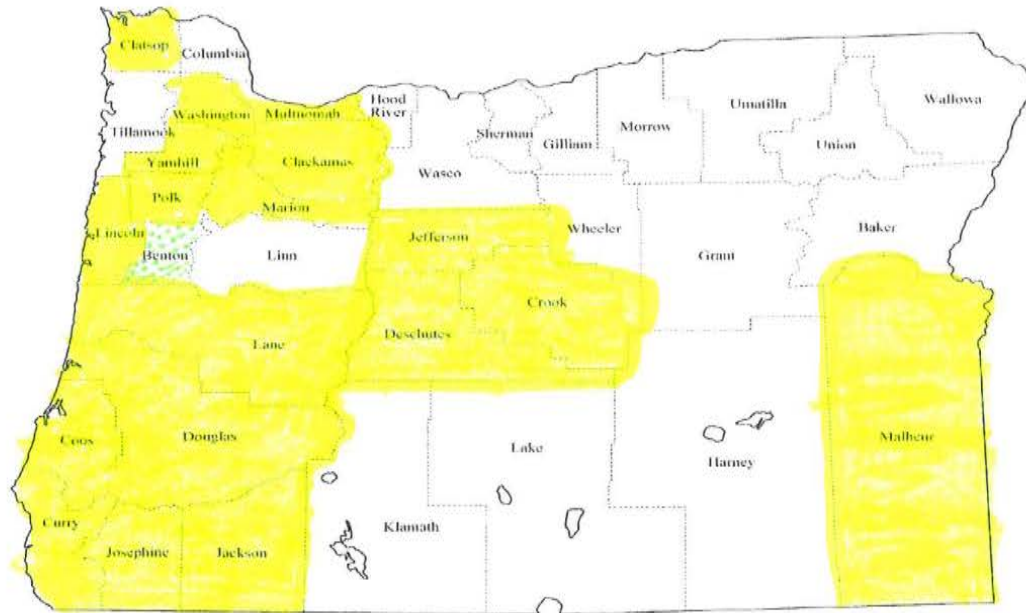 Clatsop
Columbia
Tillamook
Washington
Multnomah
Hood
River
Sherman
Gilliam
Morrow
Umatilla
Union
Wallowa
Yamhill
Clackamas
Wasco
Polk
Marion
Lincoln
Benton
Linn
Jefferson
Wheeler
Grant
Baker
Crook
Deschutes
Lane
Coos
Douglas
Lake
Harney
Malheur
Curry
Josephine
Jackson
Klamath